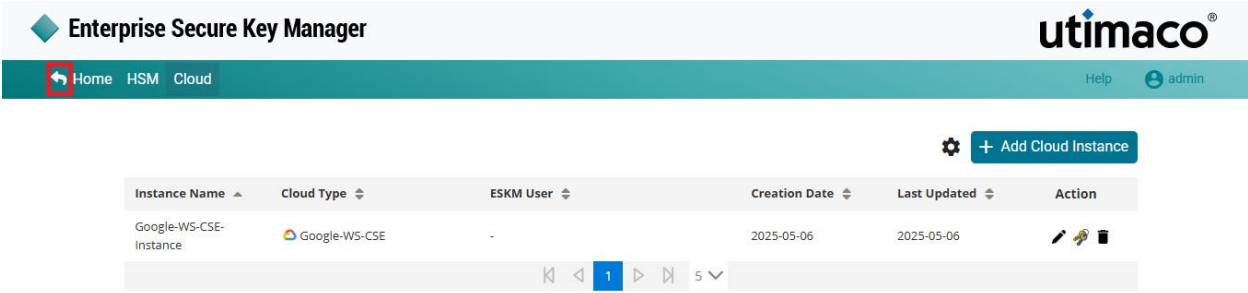 Enterprise Secure Key Manager
utimaco®
Home HSM Cloud Help admin
+ Add Cloud Instance
Instance Name Cloud Type ESKM User Creation Date Last Updated Action
Google-WS-CSE-
Instance
Google-WS-CSE - 2025-05-06 2025-05-06
1 5